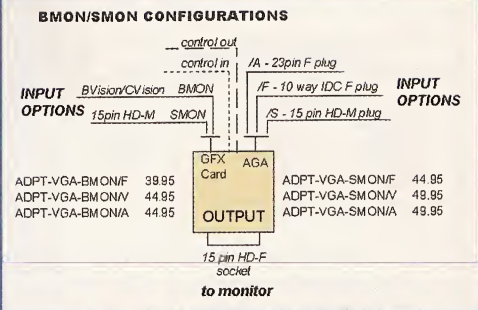 BMON/SMON CONFIGURATIONS
control out
control in
/A - 23pin F plug
INPUT OPTIONS
BVision/CVision BMON
/F - 10 way IDC F plug
INPUT OPTIONS
15pin HD-M SMON
/S - 15 pin HD-M plug
GFX Card
AGA
ADPT-VGA-BMON/F 39.95
ADPT-VGA-BMON/V 44.95
ADPT-VGA-BMON/A 44.95
OUTPUT
ADPT-VGA-SMON/F 44.95
ADPT-VGA-SMON/V 49.95
ADPT-VGA-SMON/A 49.95
15 pin HD-F
socket
to monitor